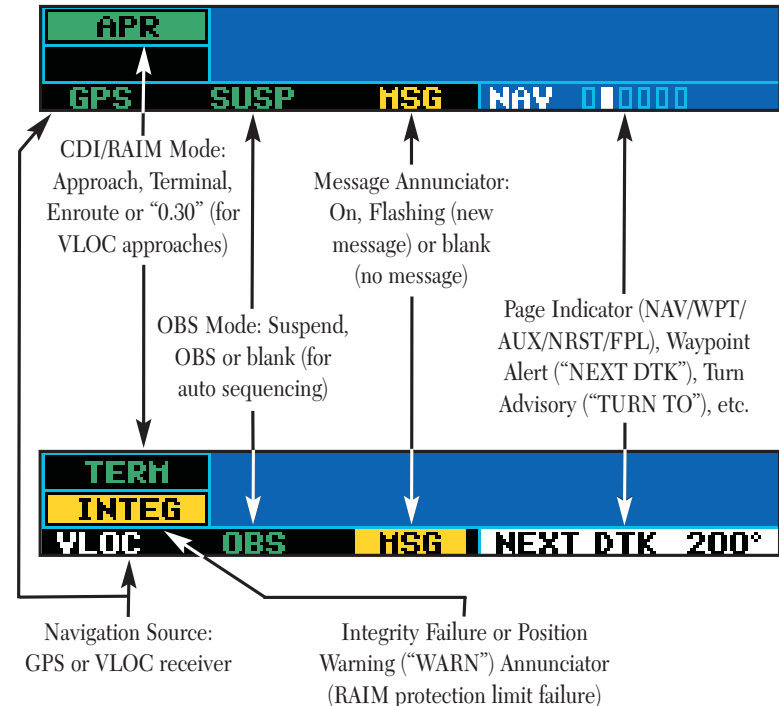 APR
GPS SUSP MSG NAV
CDI/RAIM Mode:
Approach, Terminal,
Enroute or “0.30” (for
VLOC approaches)
Message Annunciator:
On, Flashing (new
message) or blank
(no message)
OBS Mode: Suspend,
OBS or blank (for
auto sequencing)
Page Indicator (NAV/WPT/
AUX/NRST/FPL), Waypoint
Alert (“NEXT DTK”), Turn
Advisory (“TURN TO”), etc.
TERM
INTEG
VLOC OBS MSG NEXT DTK 200°
Navigation Source:
GPS or VLOC receiver
Integrity Failure or Position
Warning (“WARN”) Annunciator
(RAIM protection limit failure)